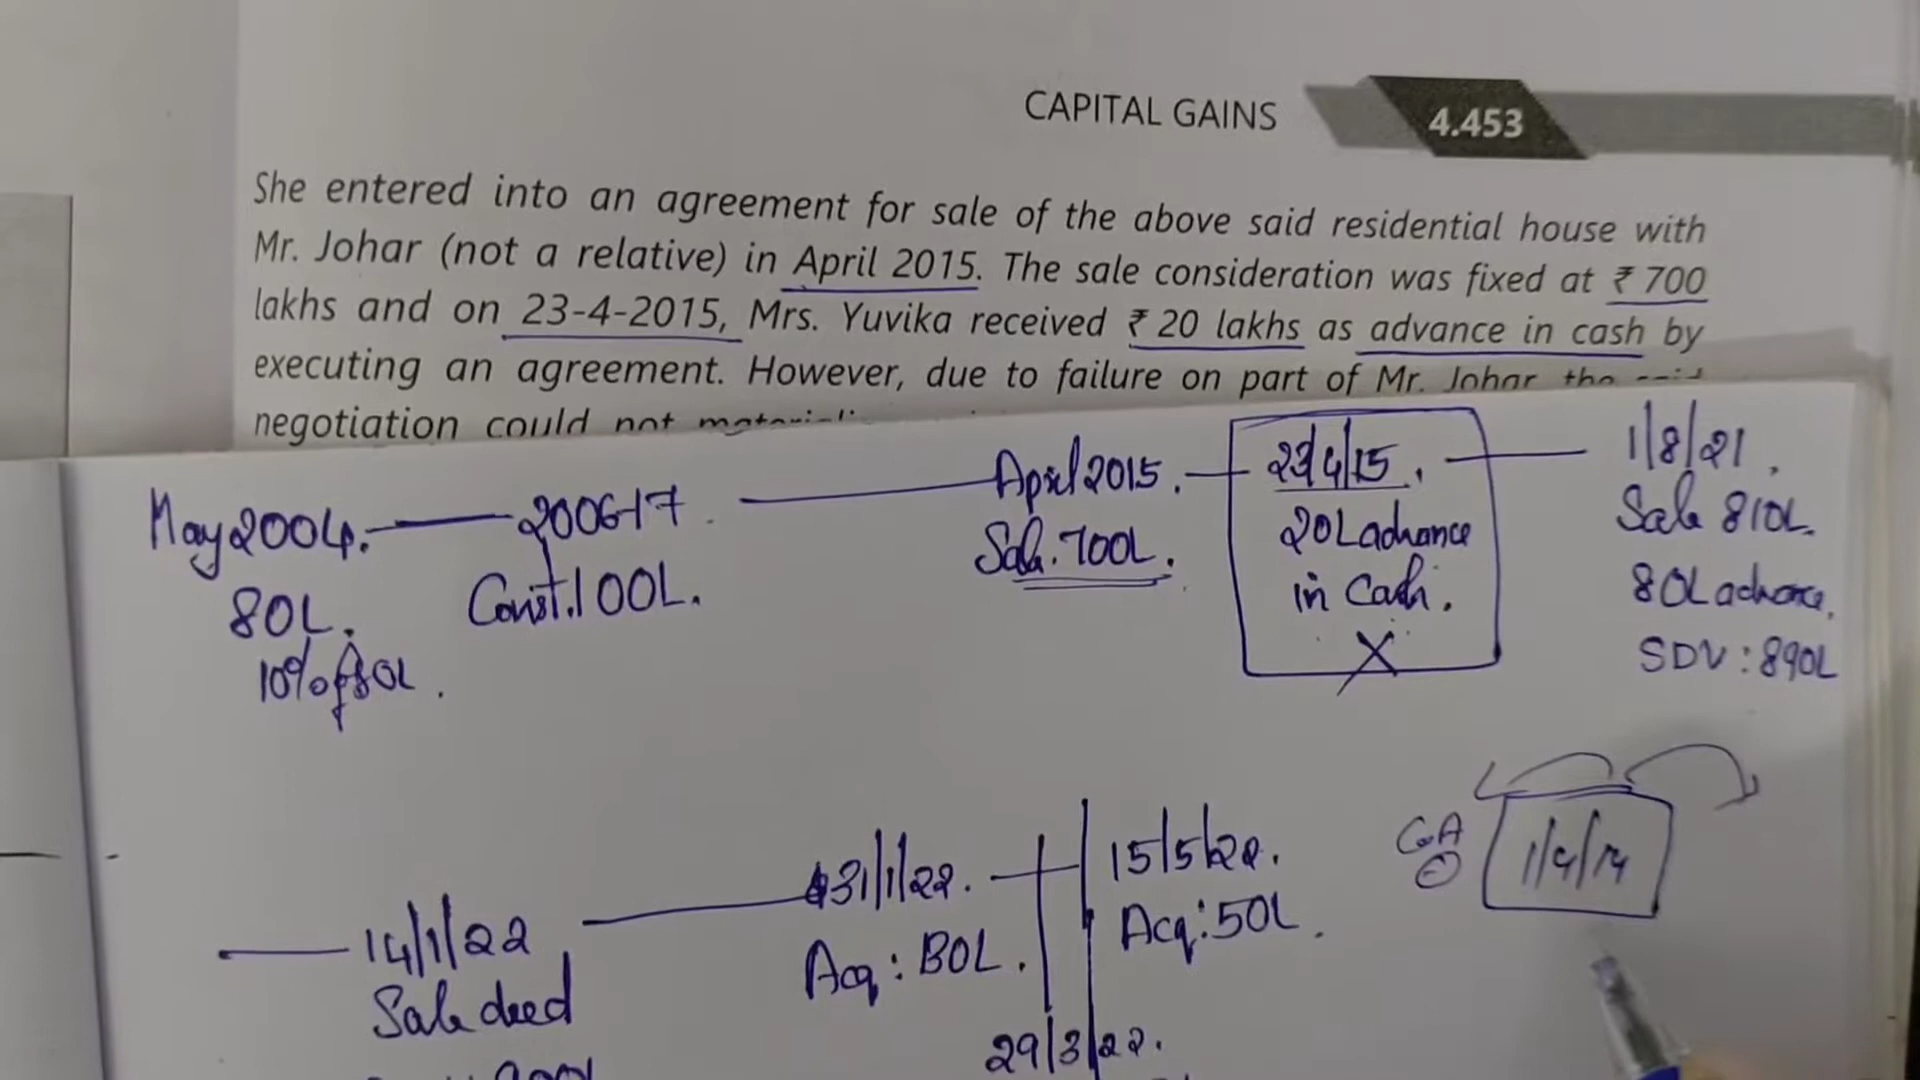 CAPITAL GAINS 4.453
She entered into an agreement for sale of the above said residential house with
Mr. Johar (not a relative) in April 2015. The sale consideration was fixed at ₹ 700
lakhs and on 23-4-2015, Mrs. Yuvika received ₹ 20 lakhs as advance in cash by
executing an agreement. However, due to failure on part of Mr. Johar, the said
negotiation could not
May 2004. 2006-17 April 2015. 23/4/15. 1/8/21.
80L. Const. 100L. Sale. 700L. 20L advance Sale 810L.
10% of 80L. in Cash. 80L advance.
X SDV : 890L
14/1/22 31/1/22. 15/5/22. CoA 1/4/14
Sale deed Acq : BOL. Acq : 50L.
29/3/22.